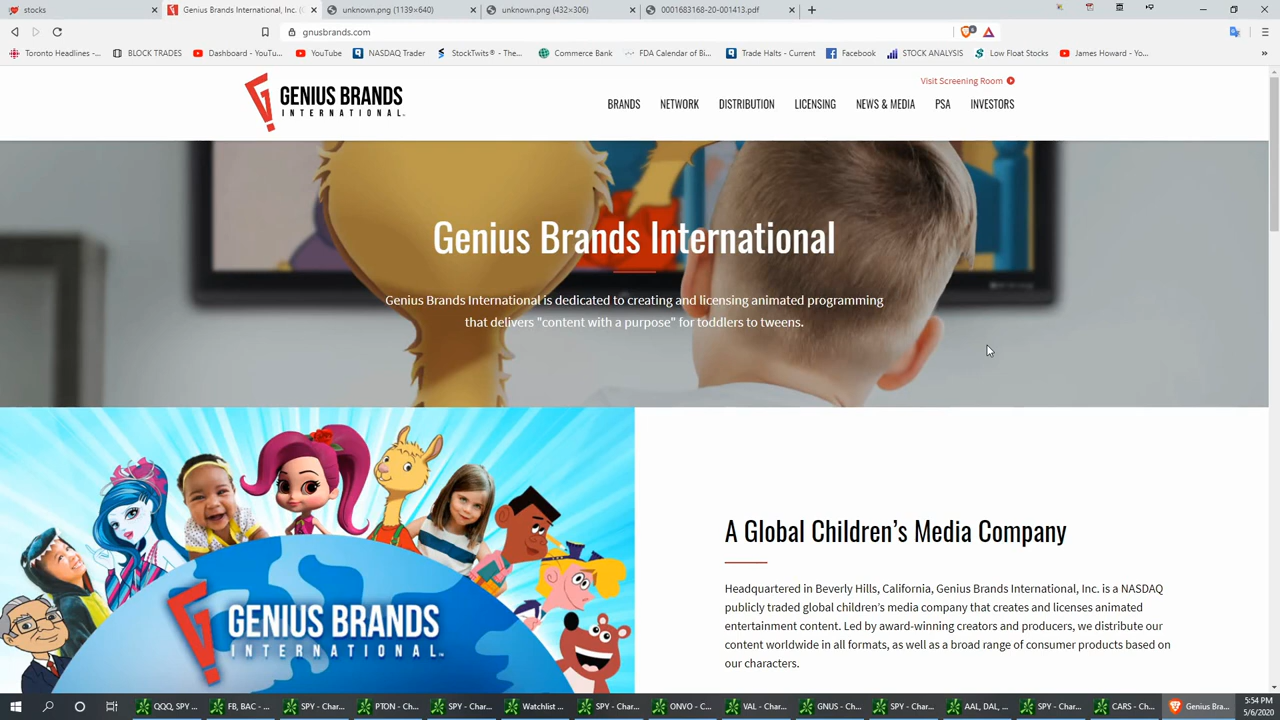 stocks
Genius Brands International, Inc. (
unknown.png (1139×640)
unknown.png (432×306)
0001683168-20-001413.pdf
gnusbrands.com
6
Toronto Headlines -...
BLOCK TRADES
Dashboard - YouTu...
YouTube
NASDAQ Trader
StockTwits® - The...
Commerce Bank
FDA Calendar of Bi...
Trade Halts - Current
Facebook
STOCK ANALYSIS
Low Float Stocks
James Howard - Yo...
Visit Screening Room
GENIUS BRANDS
INTERNATIONAL
BRANDS
NETWORK
DISTRIBUTION
LICENSING
NEWS & MEDIA
PSA
INVESTORS
Genius Brands International
Genius Brands International is dedicated to creating and licensing animated programming
that delivers "content with a purpose" for toddlers to tweens.
GENIUS BRANDS
INTERNATIONAL
A Global Children's Media Company
Headquartered in Beverly Hills, California, Genius Brands International, Inc. is a NASDAQ
publicly traded global children's media company that creates and licenses animated
entertainment content. Led by award-winning creators and producers, we distribute our
content worldwide in all formats, as well as a broad range of consumer products based on
our characters.
QQQ, SPY ...
FB, BAC - ...
SPY - Char...
PTON - Ch...
Watchlist ...
SPY - Char...
ONVO - C...
VAL - Char...
GNUS - Ch...
SPY - Char...
AAL, DAL, ...
SPY - Char...
CARS - Ch...
Genius Bra...
5:54 PM
5/6/2020